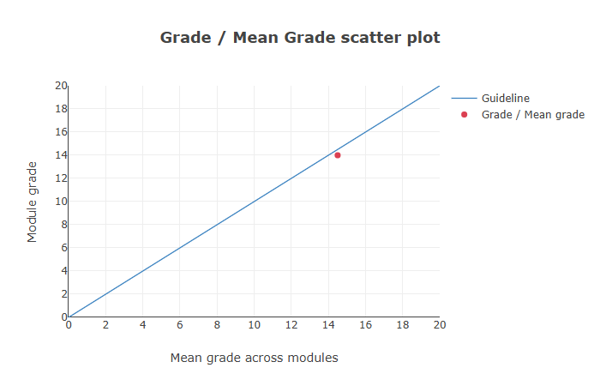 Grade / Mean Grade scatter plot
20
18
16
14
12
10
8
6
4
2
0
Module grade
0 2 4 6 8 10 12 14 16 18 20
Mean grade across modules
Guideline
Grade / Mean grade